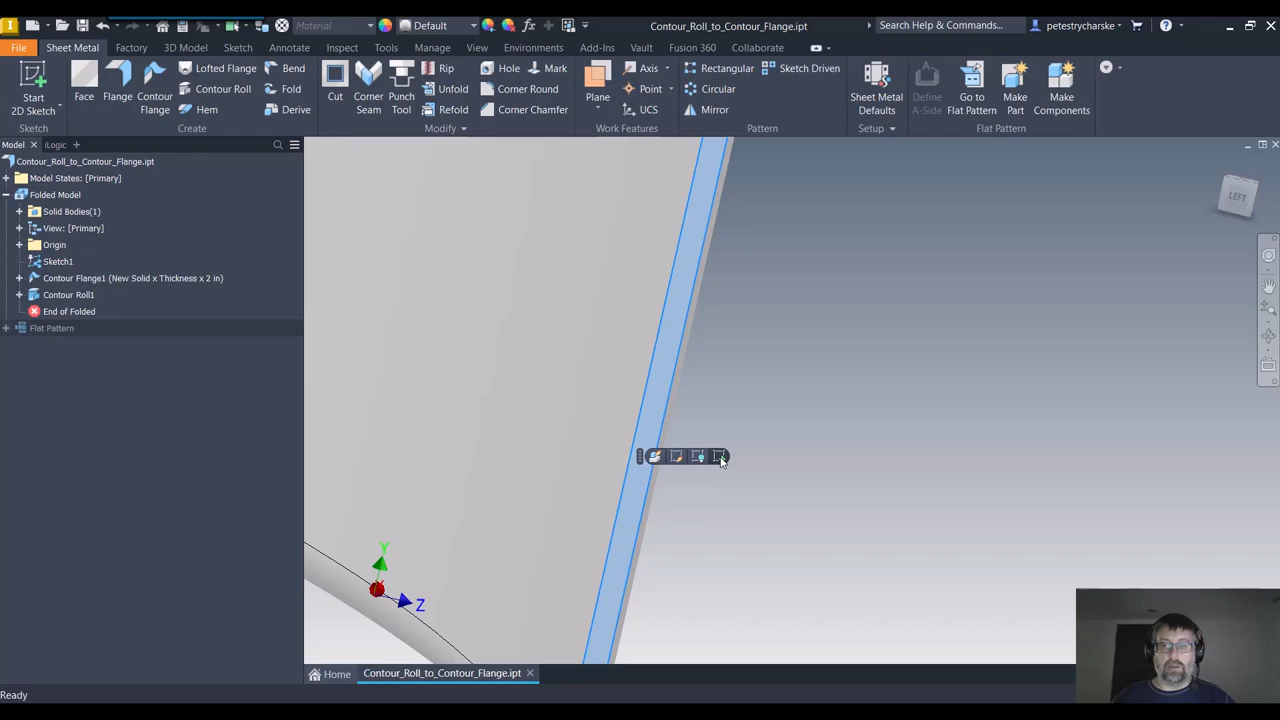 Material
Default
Contour_Roll_to_Contour_Flange.ipt
Search Help & Commands...
petestrycharske
File
Sheet Metal
Factory
3D Model
Sketch
Annotate
Inspect
Tools
Manage
View
Environments
Add-Ins
Vault
Fusion 360
Collaborate
Start
2D Sketch
Face
Flange
Contour
Flange
Lofted Flange
Contour Roll
Hem
Bend
Fold
Derive
Cut
Corner
Seam
Punch
Tool
Rip
Unfold
Refold
Hole
Mark
Corner Round
Corner Chamfer
Plane
Axis
Point
UCS
Rectangular
Sketch Driven
Circular
Mirror
Sheet Metal
Defaults
Define
A-Side
Go to
Flat Pattern
Make
Part
Make
Components
Sketch
Create
Modify
Work Features
Pattern
Setup
Flat Pattern
Model
iLogic
Contour_Roll_to_Contour_Flange.ipt
Model States: [Primary]
Folded Model
Solid Bodies(1)
View: [Primary]
Origin
Sketch1
Contour Flange1 (New Solid x Thickness x 2 in)
Contour Roll1
End of Folded
Flat Pattern
LEFT
Y
Z
Home
Contour_Roll_to_Contour_Flange.ipt
Ready